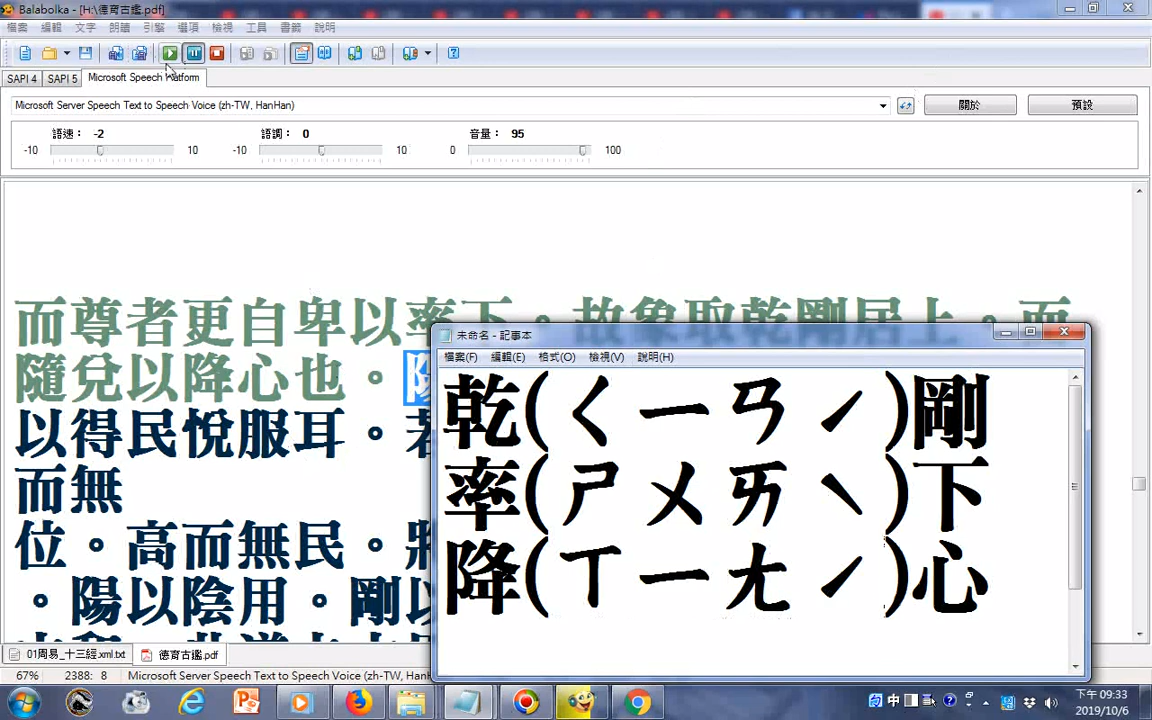 Balabolka - [H:\德育古鑑.pdf]
檔案 編輯 文字 朗讀 引擎 選項 檢視 工具 書籤 說明
SAPI 4 SAPI 5 Microsoft Speech Platform
Microsoft Server Speech Text to Speech Voice (zh-TW, HanHan)
關於 預設
語速： -2 語調： 0 音量： 95
-10 10 -10 10 0 100
而尊者更自卑以率下。故象取乾剛居上。而
隨兌以降心也。
以得民悅服耳。若
而無
位。高而無民。將
。陽以陰用。剛以
未命名 - 記事本
檔案(F) 編輯(E) 格式(O) 檢視(V) 說明(H)
乾(ㄑㄧㄢˊ)剛
率(ㄕㄨㄞˋ)下
降(ㄒㄧㄤˊ)心
01周易_十三經.xml.txt 德育古鑑.pdf
67% 2388: 8 Microsoft Server Speech Text to Speech Voice (zh-TW, Han
中
下午 09:33
2019/10/6